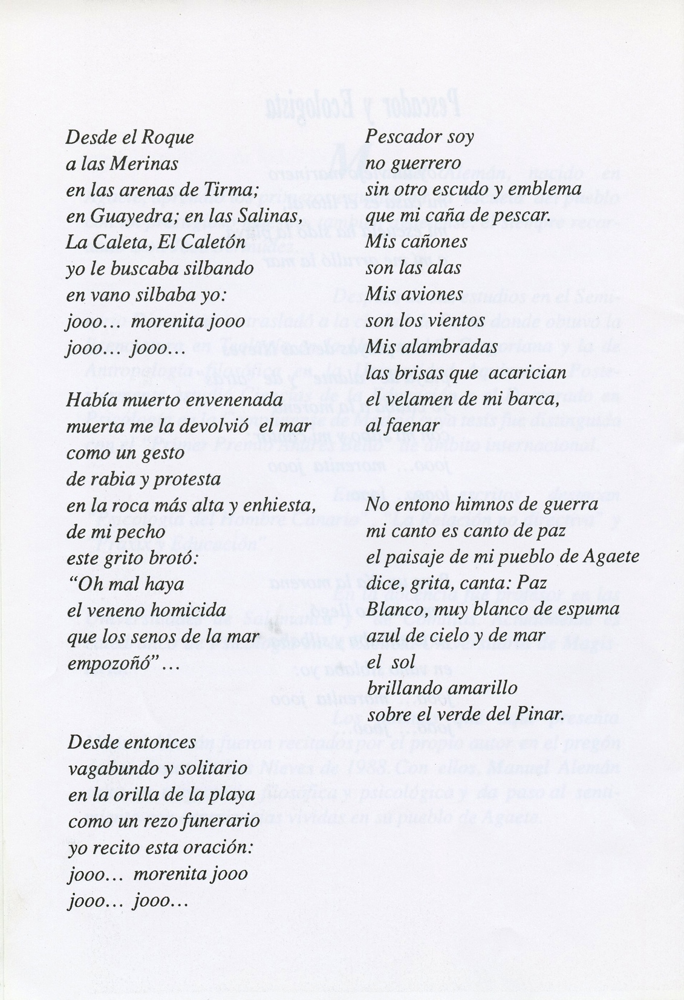 Desde el Roque
a las Merinas
en las arenas de Tirma;
en Guayedra; en las Salinas,
La Caleta, El Caletón
yo le buscaba silbando
en vano silbaba yo:
jooo... morenita jooo
jooo... jooo...
Había muerto envenenada
muerta me la devolvió el mar
como un gesto
de rabia y protesta
en la roca más alta y enhiesta,
de mi pecho
este grito brotó:
“Oh mal haya
el veneno homicida
que los senos de la mar
empozoñó”...
Desde entonces
vagabundo y solitario
en la orilla de la playa
como un rezo funerario
yo recito esta oración:
jooo... morenita jooo
jooo... jooo...
Pescador soy
no guerrero
sin otro escudo y emblema
que mi caña de pescar.
Mis cañones
son las alas
Mis aviones
son los vientos
Mis alambradas
las brisas que acarician
el velamen de mi barca,
al faenar
No entono himnos de guerra
mi canto es canto de paz
el paisaje de mi pueblo de Agaete
dice, grita, canta: Paz
Blanco, muy blanco de espuma
azul de cielo y de mar
el sol
brillando amarillo
sobre el verde del Pinar.